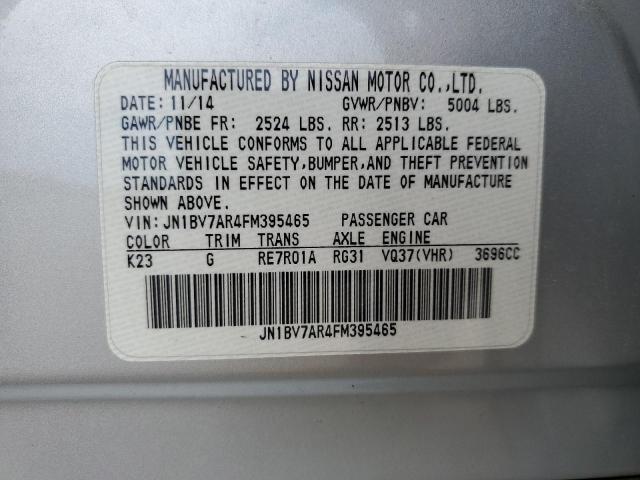 MANUFACTURED BY NISSAN MOTOR CO.,LTD.
DATE: 11/14 GVWR/PNBV: 5004 LBS.
GAWR/PNBE FR: 2524 LBS. RR: 2513 LBS.
THIS VEHICLE CONFORMS TO ALL APPLICABLE FEDERAL
MOTOR VEHICLE SAFETY,BUMPER,AND THEFT PREVENTION
STANDARDS IN EFFECT ON THE DATE OF MANUFACTURE
SHOWN ABOVE.
VIN: JN1BV7AR4FM395465 PASSENGER CAR
COLOR TRIM TRANS AXLE ENGINE
K23 G RE7R01A RG31 VQ37(VHR) 3696CC
JN1BV7AR4FM395465